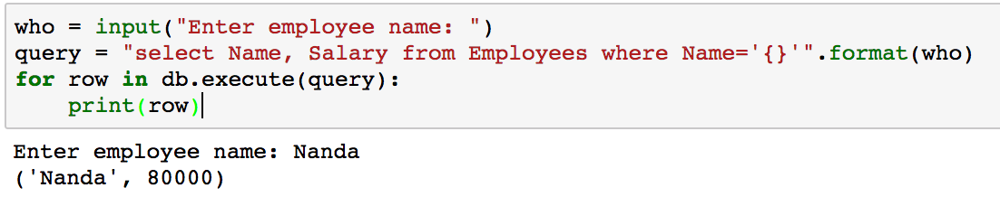 who = input("Enter employee name: ")
query = "select Name, Salary from Employees where Name='{}'".format(who)
for row in db.execute(query):
    print(row)
Enter employee name: Nanda
('Nanda', 80000)